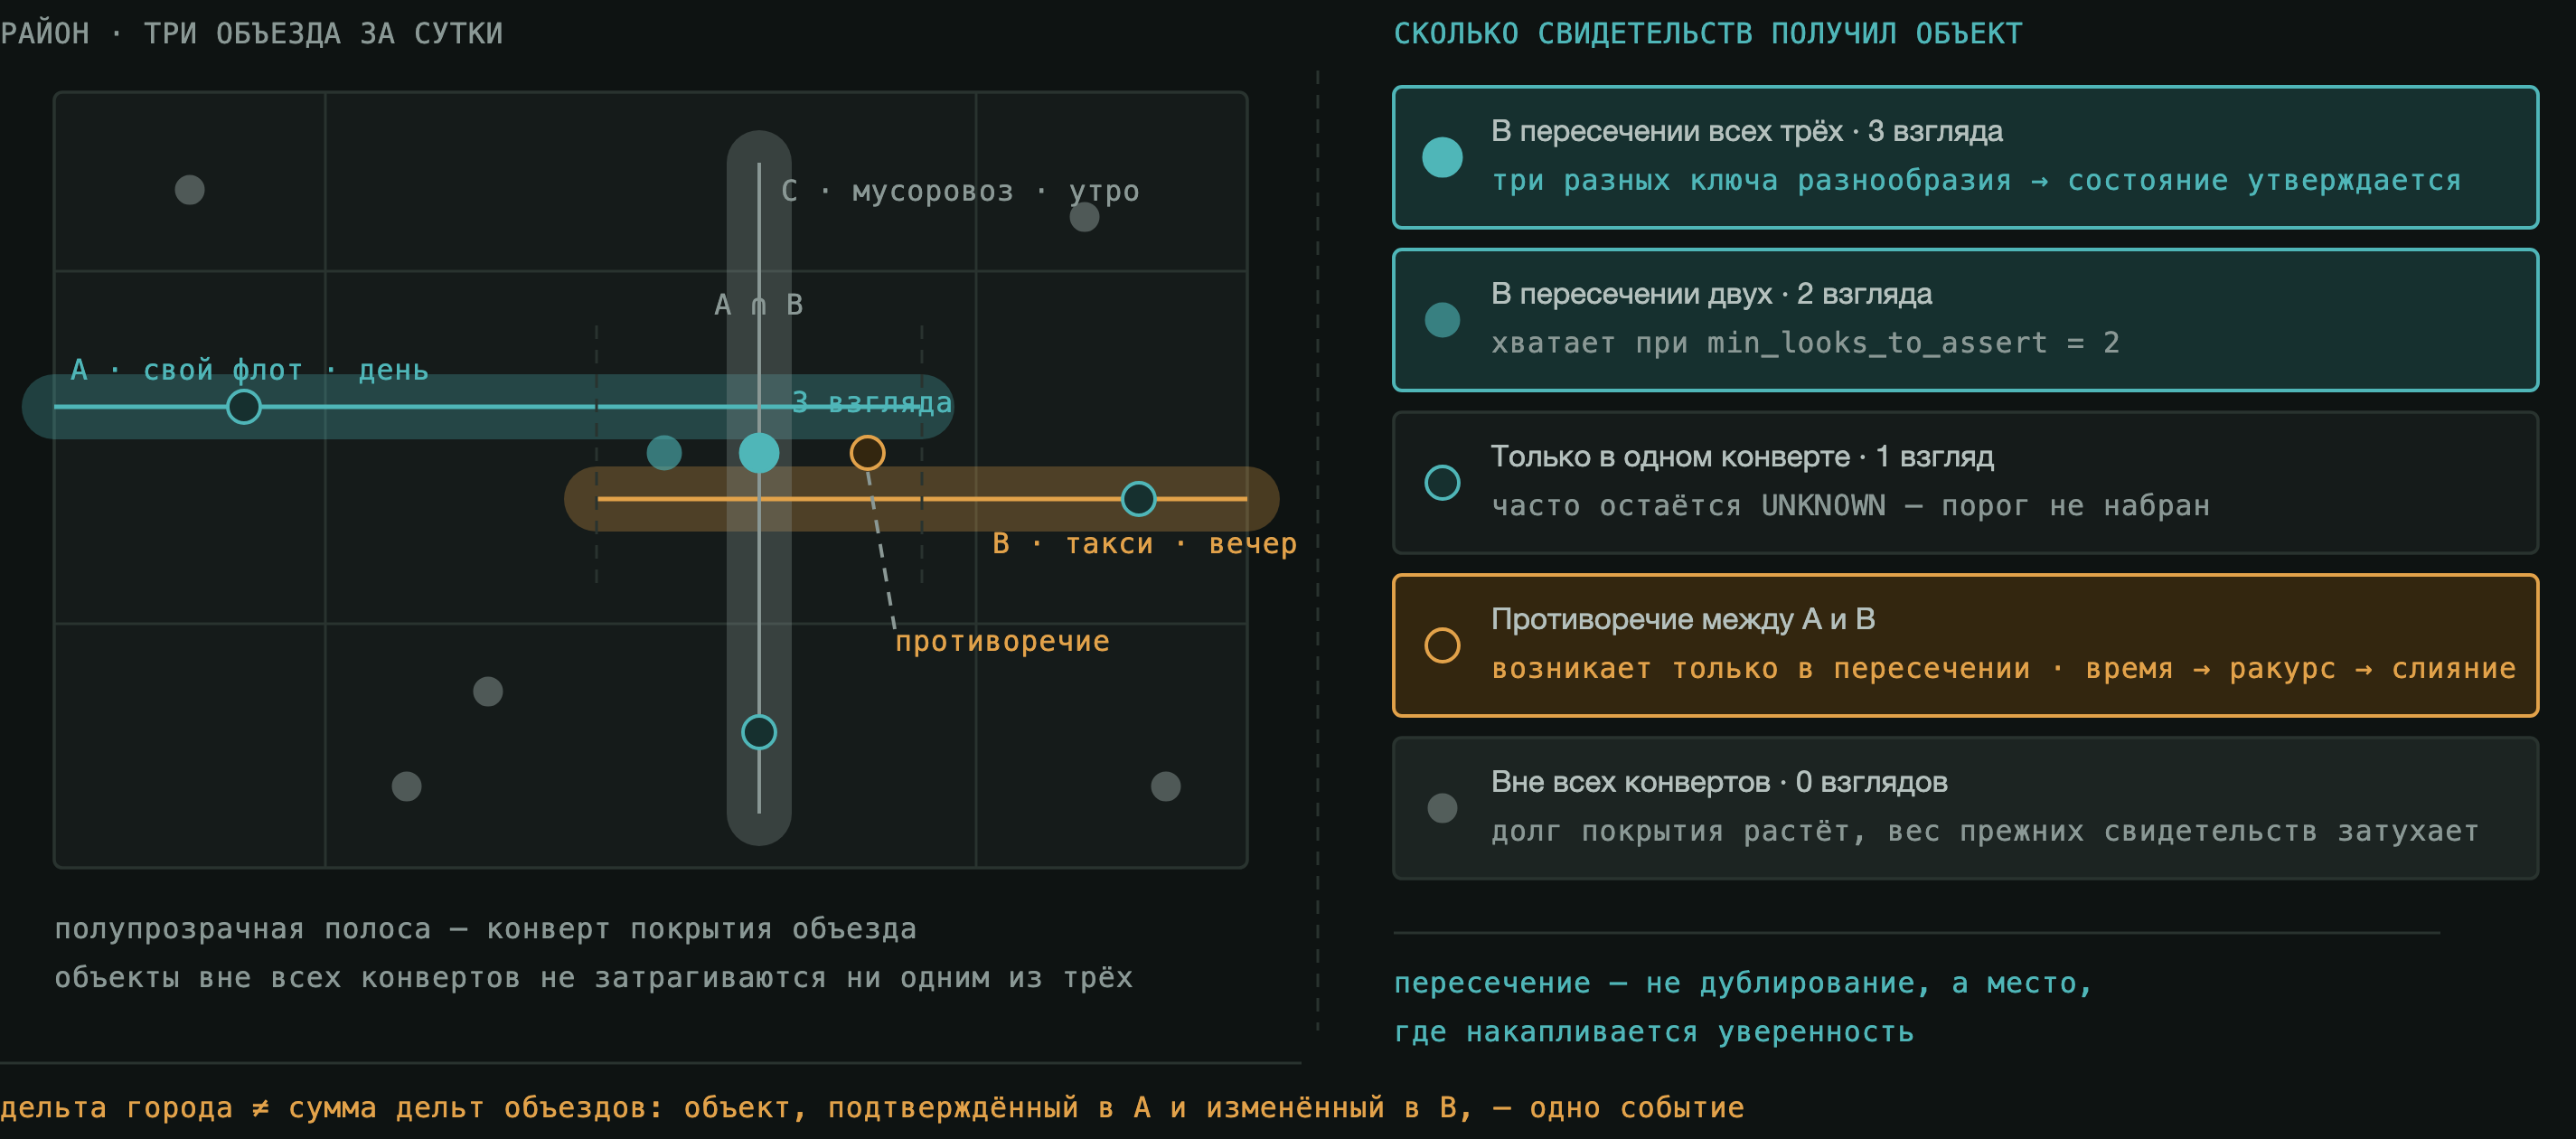 РАЙОН · ТРИ ОБЪЕЗДА ЗА СУТКИ
C · мусоровоз · утро
A ∩ B
A · свой флот · день
3 взгляда
B · такси · вечер
противоречие
полупрозрачная полоса — конверт покрытия объезда
объекты вне всех конвертов не затрагиваются ни одним из трёх
СКОЛЬКО СВИДЕТЕЛЬСТВ ПОЛУЧИЛ ОБЪЕКТ
В пересечении всех трёх · 3 взгляда
три разных ключа разнообразия → состояние утверждается
В пересечении двух · 2 взгляда
хватает при min_looks_to_assert = 2
Только в одном конверте · 1 взгляд
часто остаётся UNKNOWN — порог не набран
Противоречие между A и B
возникает только в пересечении · время → ракурс → слияние
Вне всех конвертов · 0 взглядов
долг покрытия растёт, вес прежних свидетельств затухает
пересечение — не дублирование, а место,
где накапливается уверенность
дельта города ≠ сумма дельт объездов: объект, подтверждённый в A и изменённый в B, — одно событие